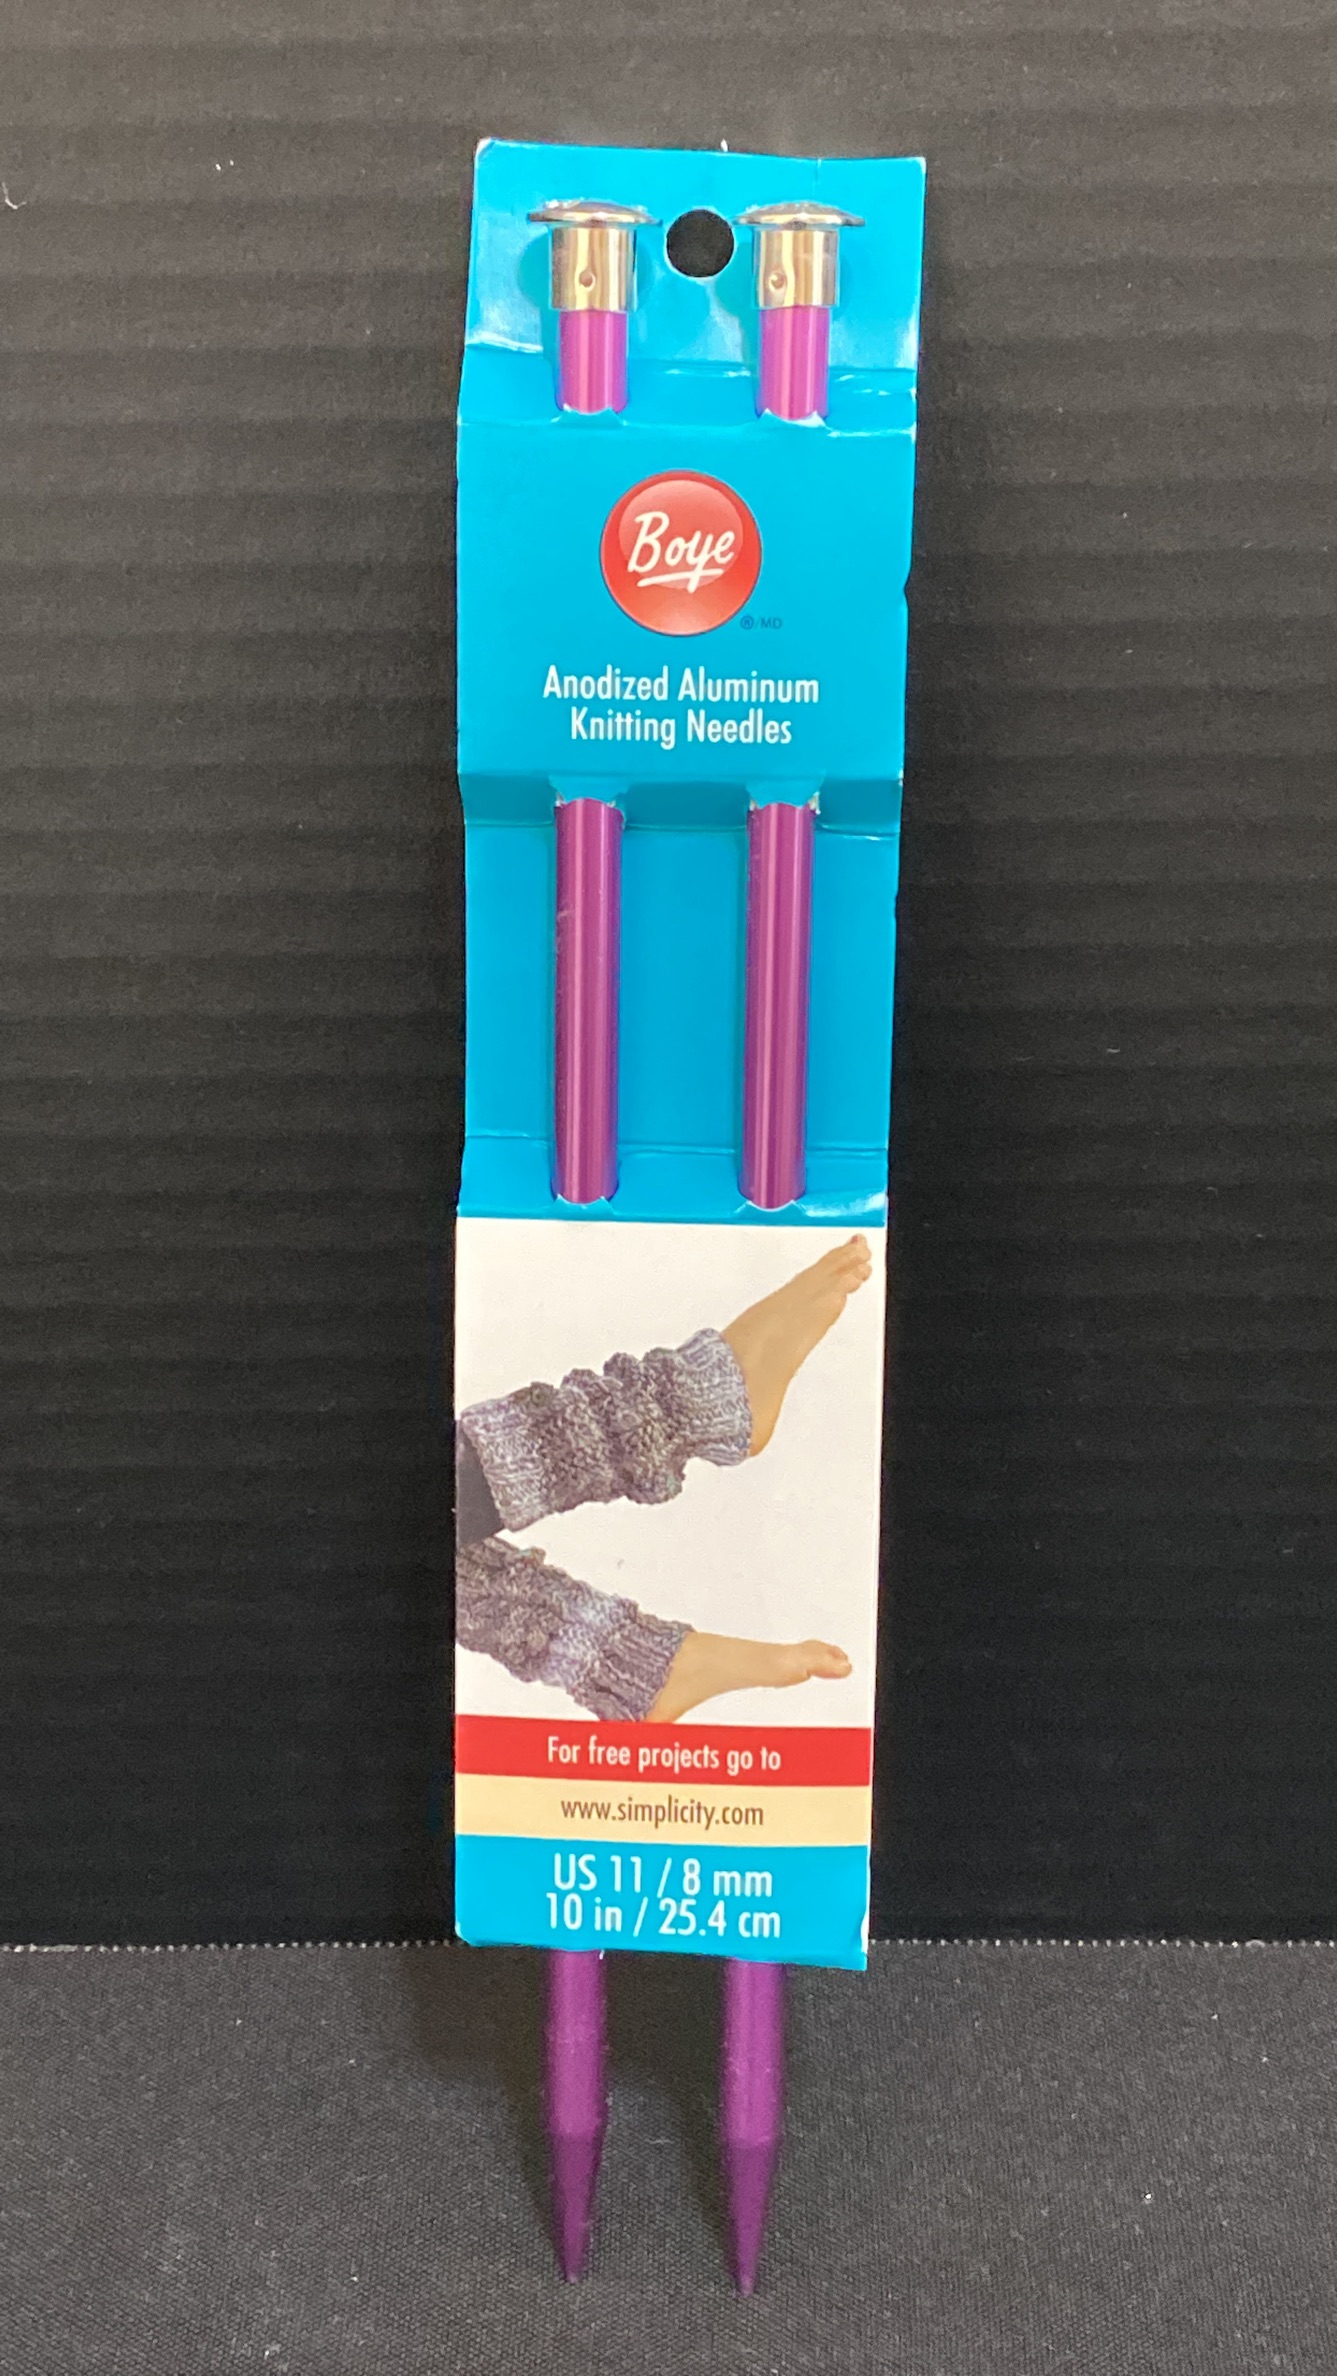 Boye
®/MD
Anodized Aluminum
Knitting Needles
For free projects go to
www.simplicity.com
US 11 / 8 mm
10 in / 25.4 cm